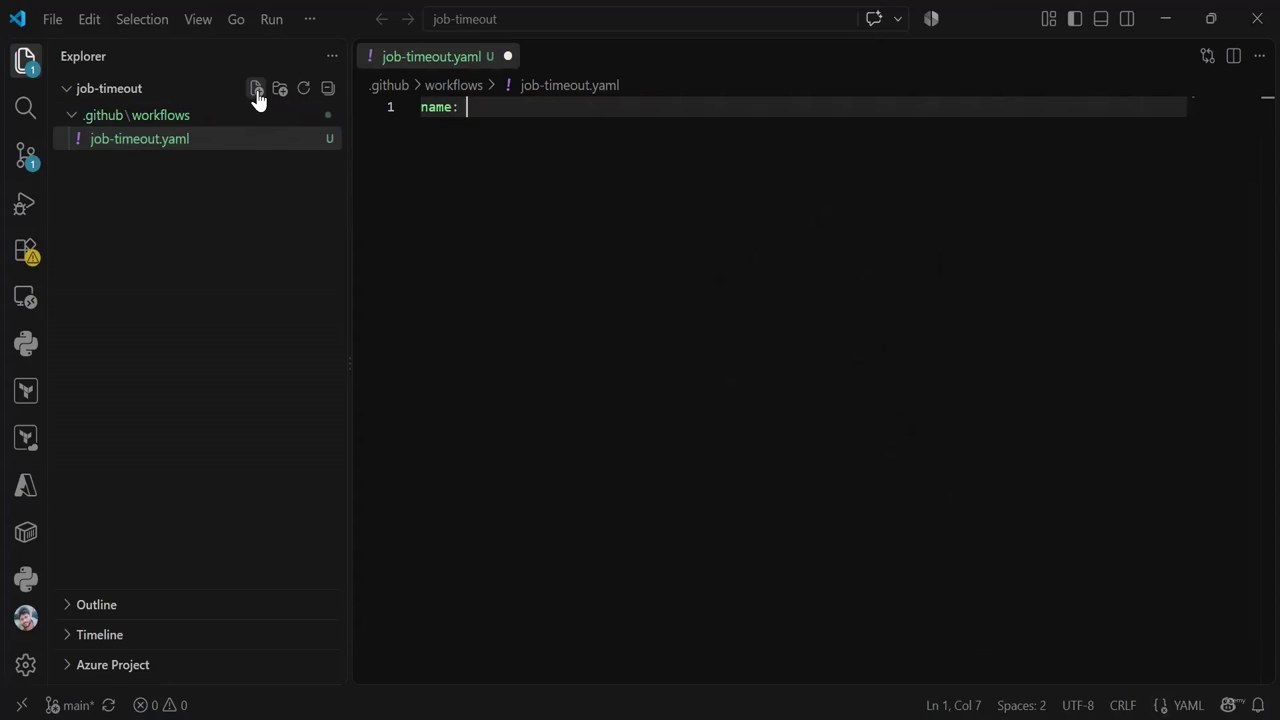 File Edit Selection View Go Run ···
job-timeout
Explorer
job-timeout
.github\workflows
job-timeout.yaml U
Outline
Timeline
Azure Project
job-timeout.yaml U
.github > workflows > job-timeout.yaml
1 name:
1
1
main* 0 0
Ln 1, Col 7 Spaces: 2 UTF-8 CRLF {} YAML